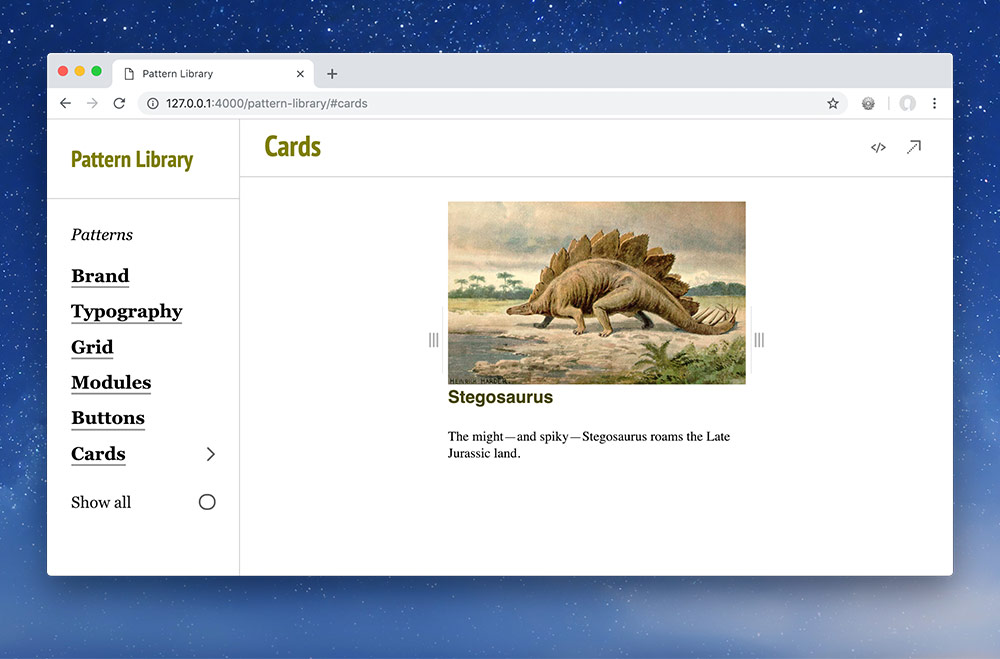 Pattern Library
127.0.0.1:4000/pattern-library/#cards
Pattern Library
Patterns
Brand
Typography
Grid
Modules
Buttons
Cards
Show all
Cards
</>
HEINRICH HARDER
Stegosaurus
The might—and spiky—Stegosaurus roams the Late
Jurassic land.